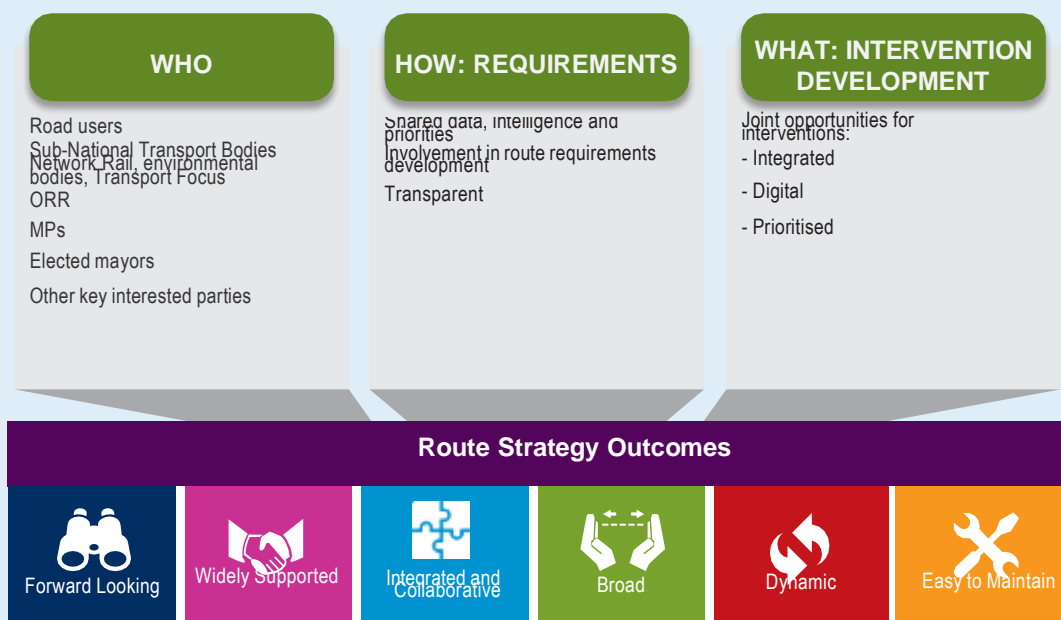 WHO
Road users
Sub-National Transport Bodies
Network Rail, environmental
bodies, Transport Focus
ORR
MPs
Elected mayors
Other key interested parties
HOW: REQUIREMENTS
Shared data, intelligence and
priorities
Involvement in route requirements
development
Transparent
WHAT: INTERVENTION
DEVELOPMENT
Joint opportunities for
interventions:
- Integrated
- Digital
- Prioritised
Route Strategy Outcomes
Forward Looking
Widely Supported
Integrated and
Collaborative
Broad
Dynamic
Easy to Maintain